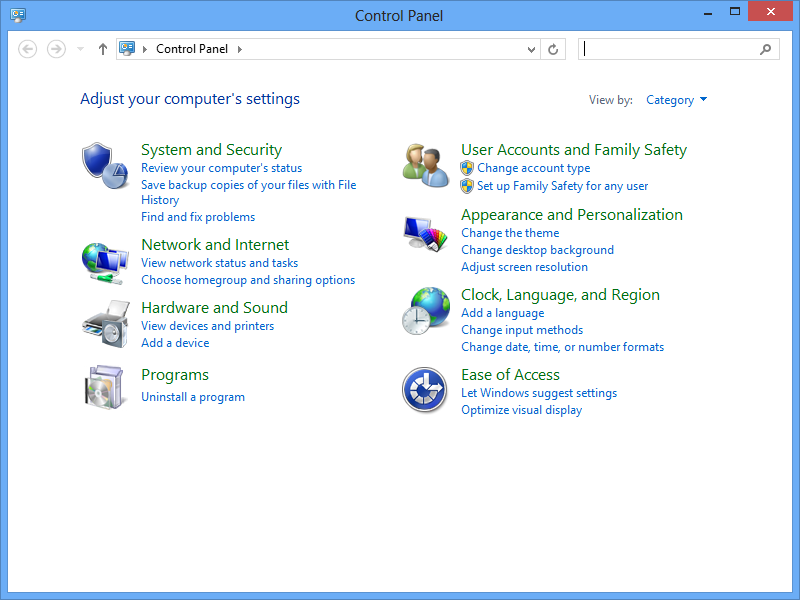 Control Panel
Control Panel
Adjust your computer's settings
View by: Category
System and Security
Review your computer's status
Save backup copies of your files with File
History
Find and fix problems
Network and Internet
View network status and tasks
Choose homegroup and sharing options
Hardware and Sound
View devices and printers
Add a device
Programs
Uninstall a program
User Accounts and Family Safety
Change account type
Set up Family Safety for any user
Appearance and Personalization
Change the theme
Change desktop background
Adjust screen resolution
Clock, Language, and Region
Add a language
Change input methods
Change date, time, or number formats
Ease of Access
Let Windows suggest settings
Optimize visual display